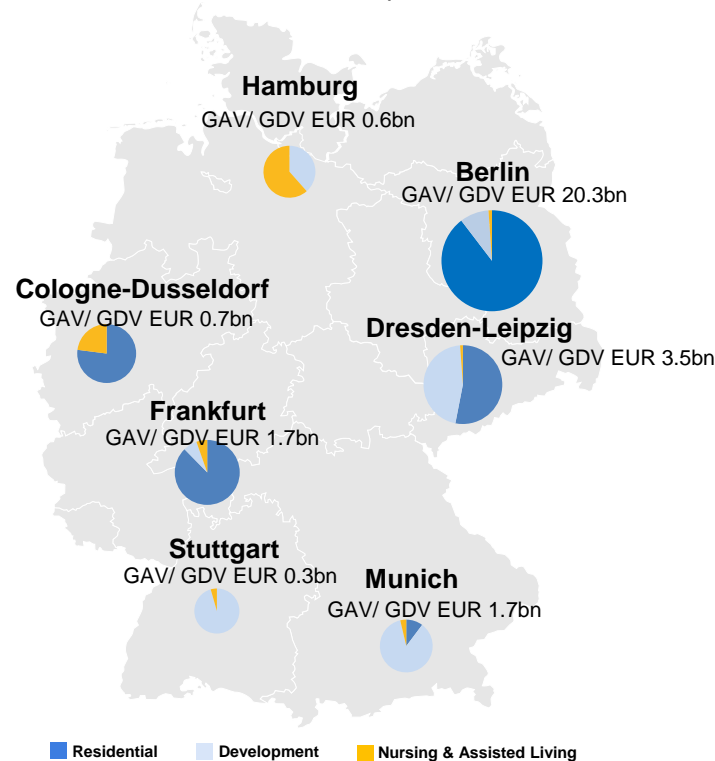 Hamburg
GAV/ GDV EUR 0.6bn
Berlin
GAV/ GDV EUR 20.3bn
Cologne-Dusseldorf
GAV/ GDV EUR 0.7bn
Dresden-Leipzig
GAV/ GDV EUR 3.5bn
Frankfurt
GAV/ GDV EUR 1.7bn
Stuttgart
GAV/ GDV EUR 0.3bn
Munich
GAV/ GDV EUR 1.7bn
Residential Development Nursing & Assisted Living